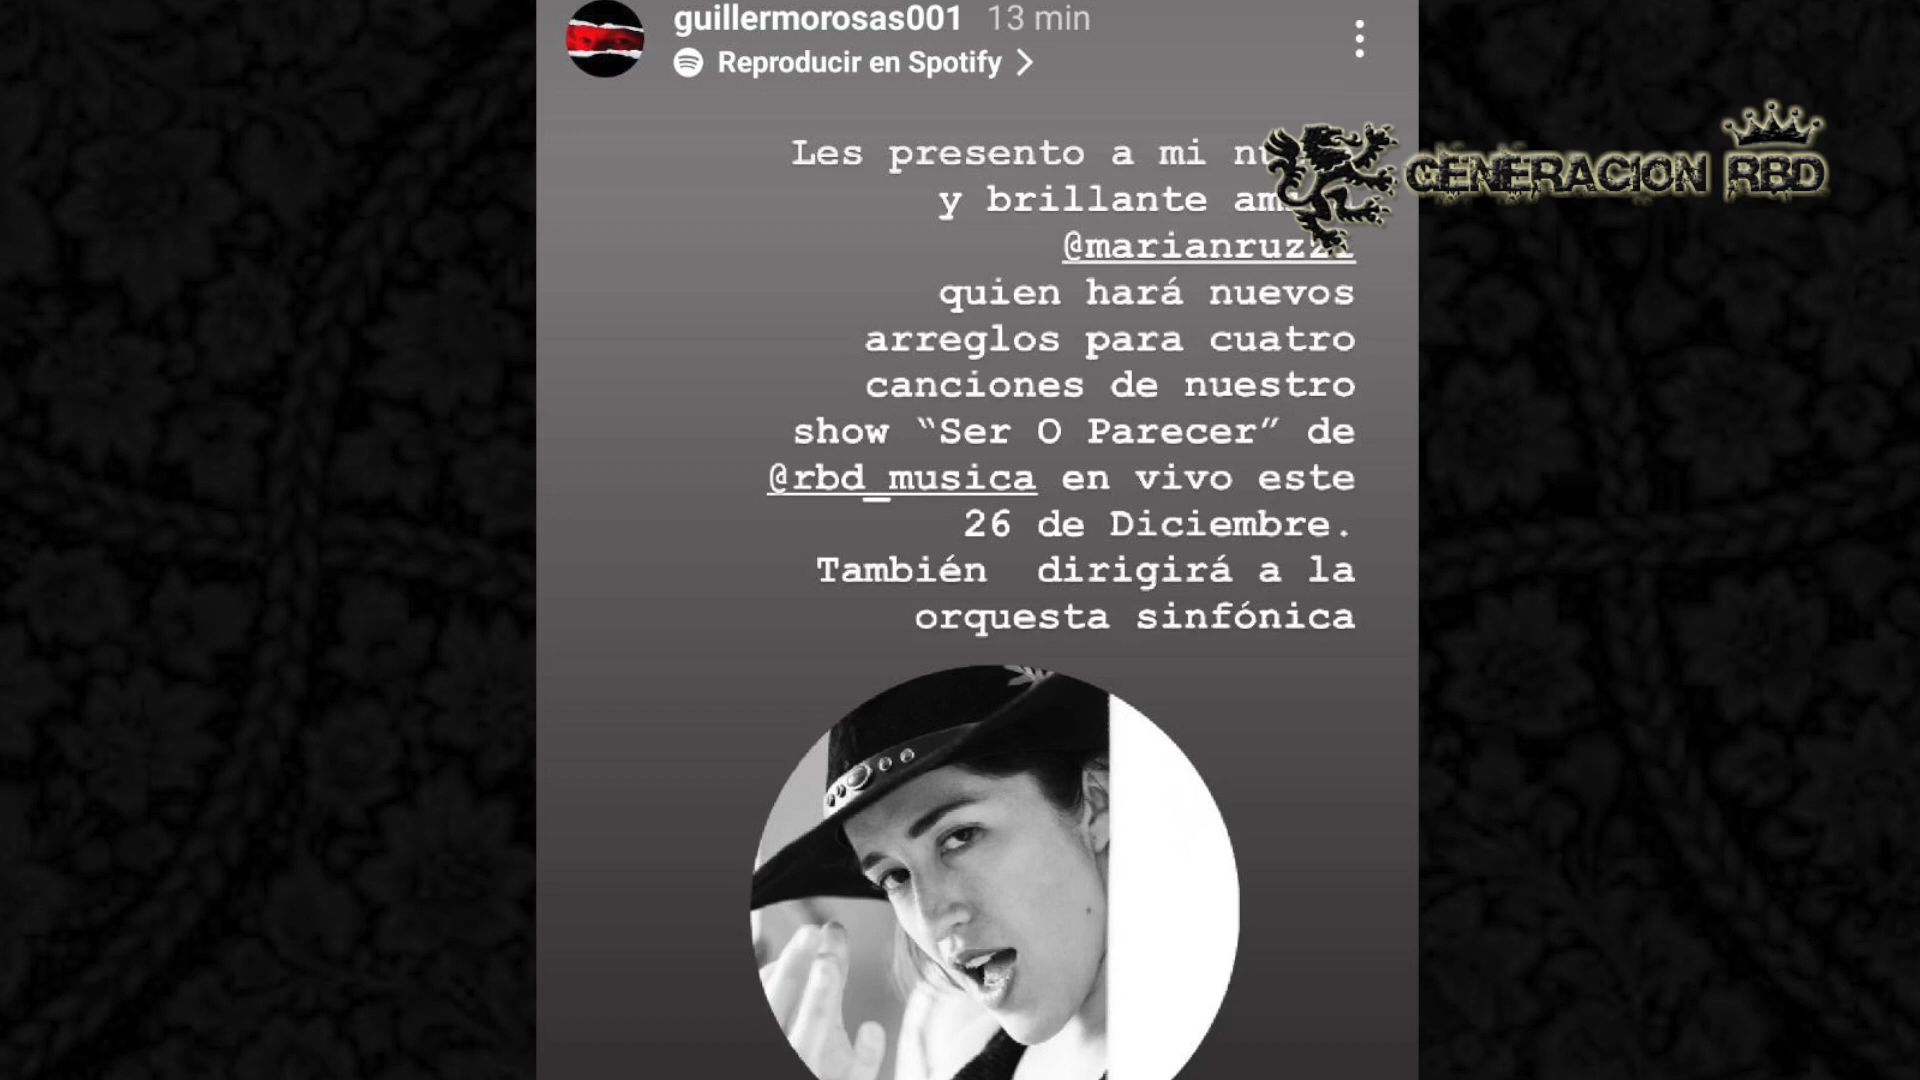 guillermorosas001 13 min
Reproducir en Spotify
Les presento a mi
y brillante
@marianruzzi
quien hará nuevos
arreglos para cuatro
canciones de nuestro
show “Ser O Parecer” de
@rbd_musica en vivo este
26 de Diciembre.
También dirigirá a la
orquesta sinfónica
GENERACION RBD